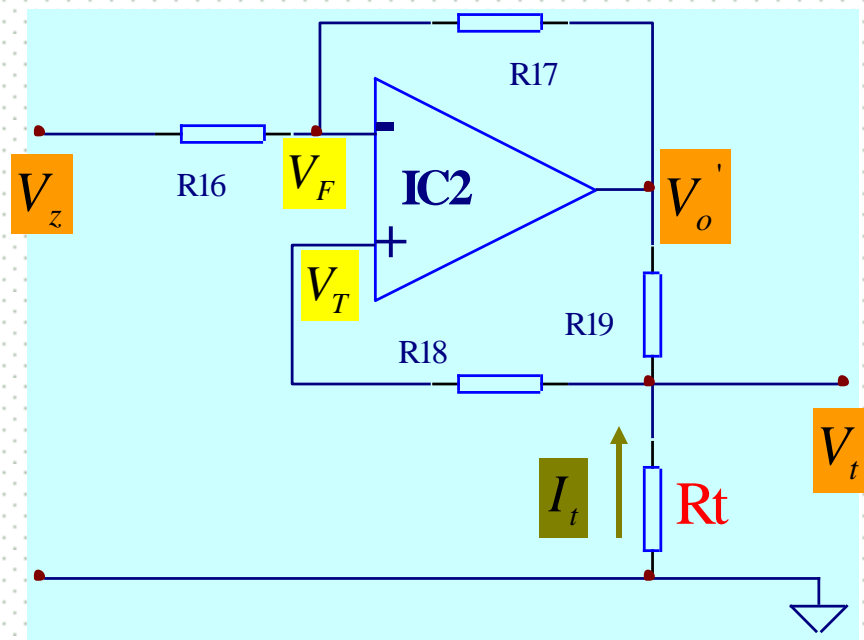 R17
-
R16
V_F
IC2
V_z
V_o'
+
V_T
R19
R18
V_t
I_t
Rt